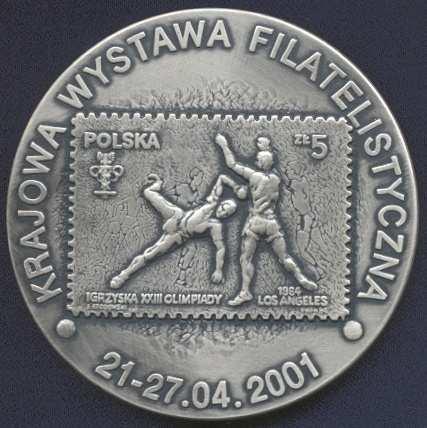 KRAJOWA WYSTAWA FILATELISTYCZNA
POLSKA
ZŁ 5
IGRZYSKA XXIII OLIMPIADY
1984
LOS ANGELES
21-27.04.2001